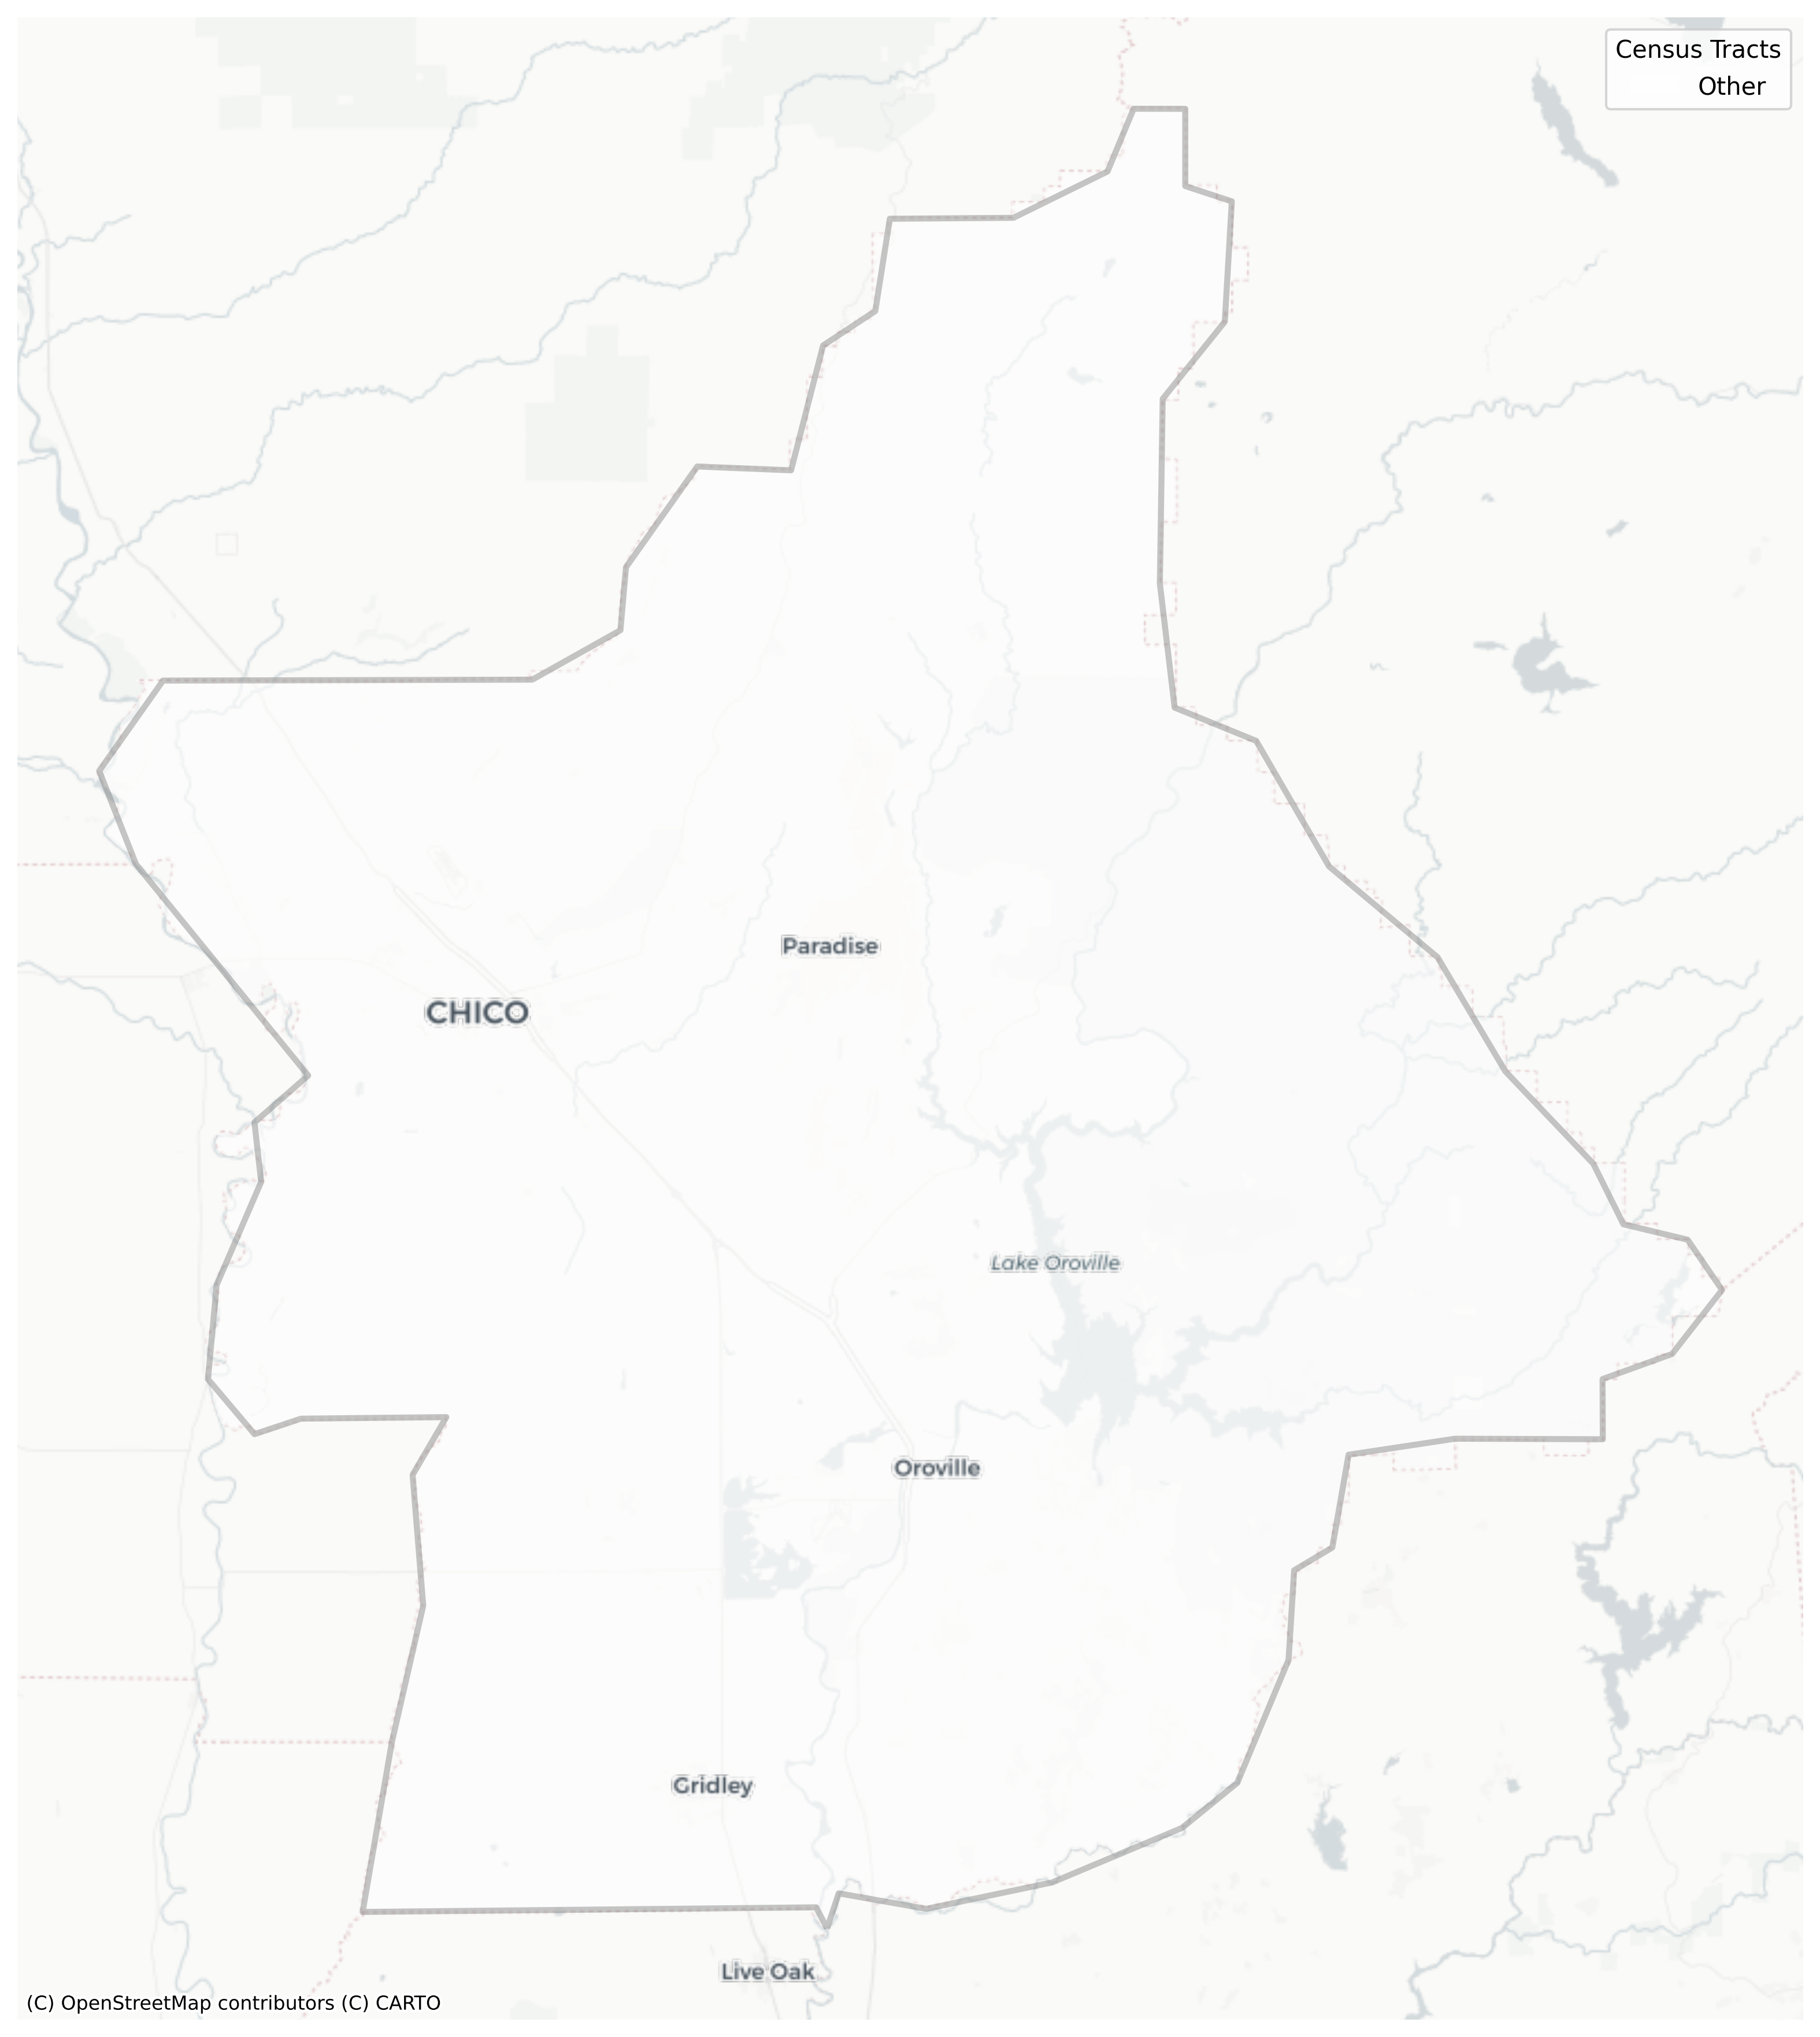 Census Tracts
Other
Paradise
CHICO
Lake Oroville
Oroville
Gridley
Live Oak
(C) OpenStreetMap contributors (C) CARTO